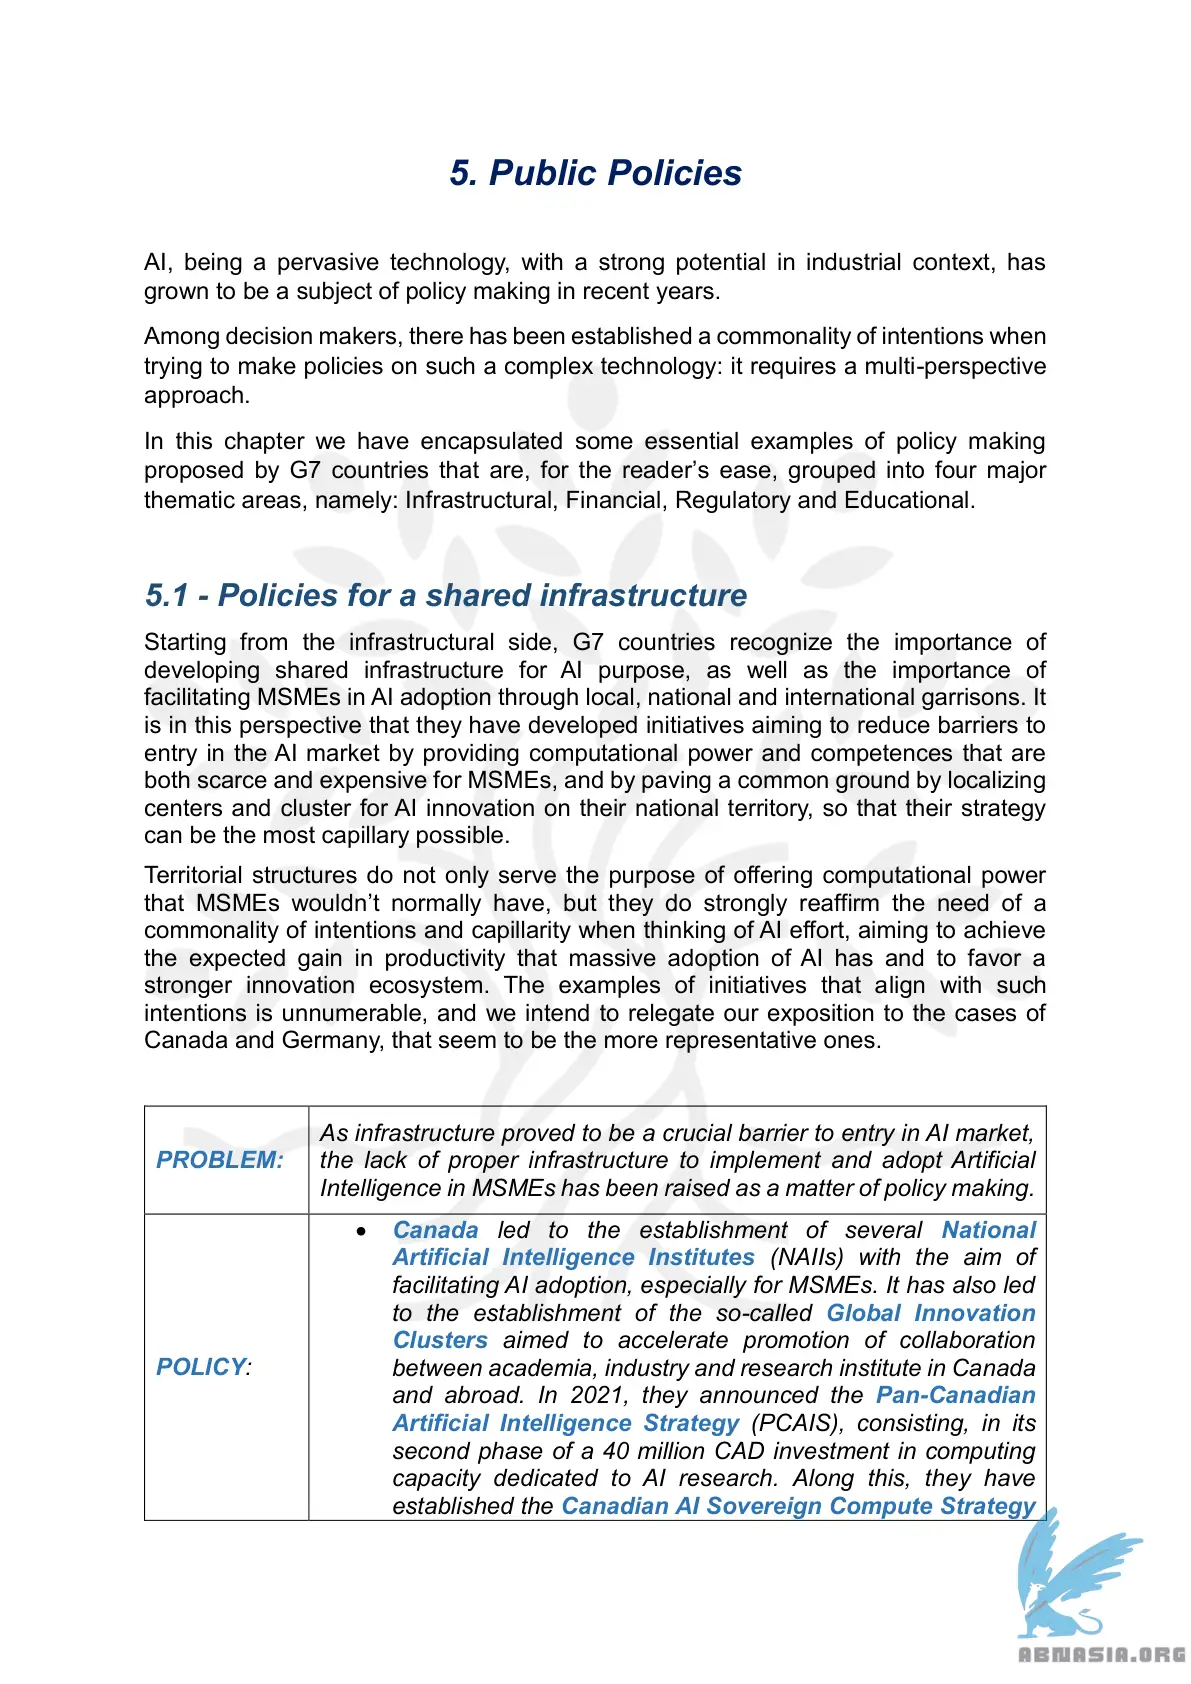 5. Public Policies
AI, being a pervasive technology, with a strong potential in industrial context, has
grown to be a subject of policy making in recent years.
Among decision makers, there has been established a commonality of intentions when
trying to make policies on such a complex technology: it requires a multi-perspective
approach.
In this chapter we have encapsulated some essential examples of policy making
proposed by G7 countries that are, for the reader’s ease, grouped into four major
thematic areas, namely: Infrastructural, Financial, Regulatory and Educational.
5.1 - Policies for a shared infrastructure
Starting from the infrastructural side, G7 countries recognize the importance of
developing shared infrastructure for AI purpose, as well as the importance of
facilitating MSMEs in AI adoption through local, national and international garrisons. It
is in this perspective that they have developed initiatives aiming to reduce barriers to
entry in the AI market by providing computational power and competences that are
both scarce and expensive for MSMEs, and by paving a common ground by localizing
centers and cluster for AI innovation on their national territory, so that their strategy
can be the most capillary possible.
Territorial structures do not only serve the purpose of offering computational power
that MSMEs wouldn’t normally have, but they do strongly reaffirm the need of a
commonality of intentions and capillarity when thinking of AI effort, aiming to achieve
the expected gain in productivity that massive adoption of AI has and to favor a
stronger innovation ecosystem. The examples of initiatives that align with such
intentions is unnumerable, and we intend to relegate our exposition to the cases of
Canada and Germany, that seem to be the more representative ones.
PROBLEM:
As infrastructure proved to be a crucial barrier to entry in AI market,
the lack of proper infrastructure to implement and adopt Artificial
Intelligence in MSMEs has been raised as a matter of policy making.
POLICY:
• Canada led to the establishment of several National
Artificial Intelligence Institutes (NAIIs) with the aim of
facilitating AI adoption, especially for MSMEs. It has also led
to the establishment of the so-called Global Innovation
Clusters aimed to accelerate promotion of collaboration
between academia, industry and research institute in Canada
and abroad. In 2021, they announced the Pan-Canadian
Artificial Intelligence Strategy (PCAIS), consisting, in its
second phase of a 40 million CAD investment in computing
capacity dedicated to AI research. Along this, they have
established the Canadian AI Sovereign Compute Strategy
ABNASIA.ORG